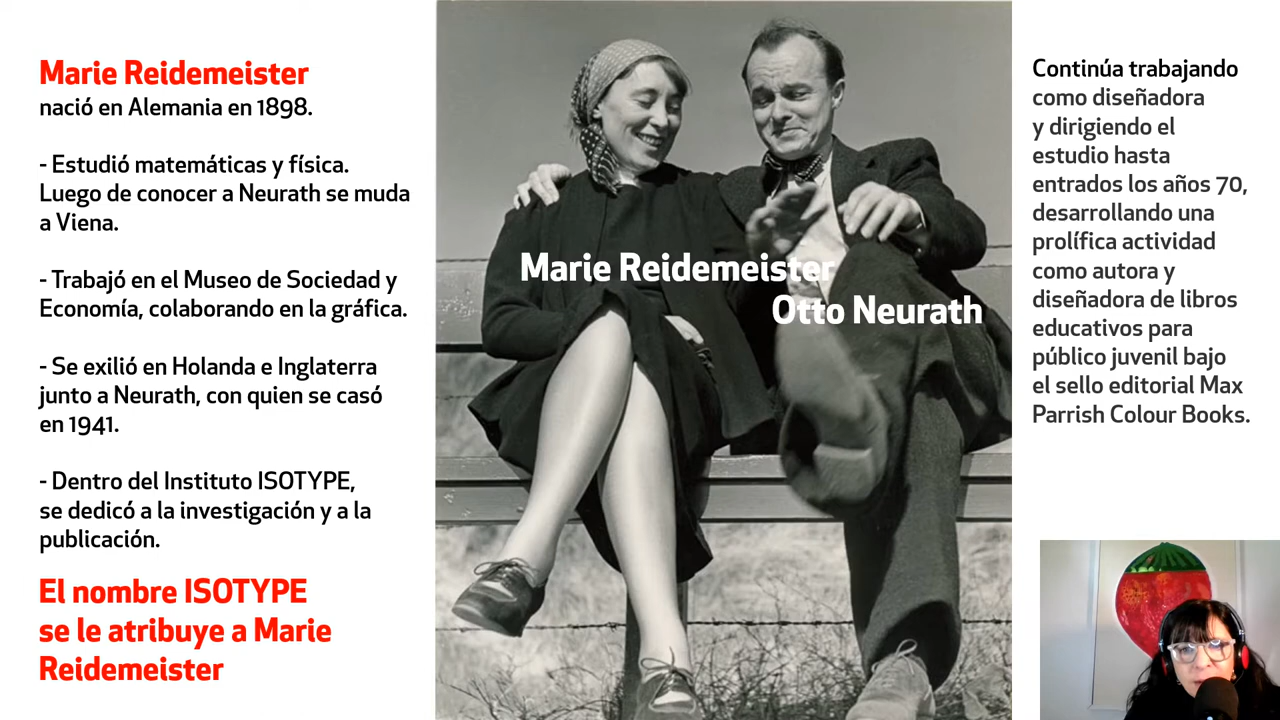 Marie Reidemeister
nació en Alemania en 1898.
- Estudió matemáticas y física.
Luego de conocer a Neurath se muda
a Viena.
- Trabajó en el Museo de Sociedad y
Economía, colaborando en la gráfica.
- Se exilió en Holanda e Inglaterra
junto a Neurath, con quien se casó
en 1941.
- Dentro del Instituto ISOTYPE,
se dedicó a la investigación y a la
publicación.
El nombre ISOTYPE
se le atribuye a Marie
Reidemeister
Marie Reidemeister
Otto Neurath
Continúa trabajando
como diseñadora
y dirigiendo el
estudio hasta
entrados los años 70,
desarrollando una
prolífica actividad
como autora y
diseñadora de libros
educativos para
público juvenil bajo
el sello editorial Max
Parrish Colour Books.